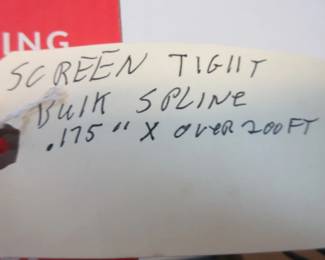 ING
SCREEN TIGHT
BULK SPLINE
.175" X OVER 200FT